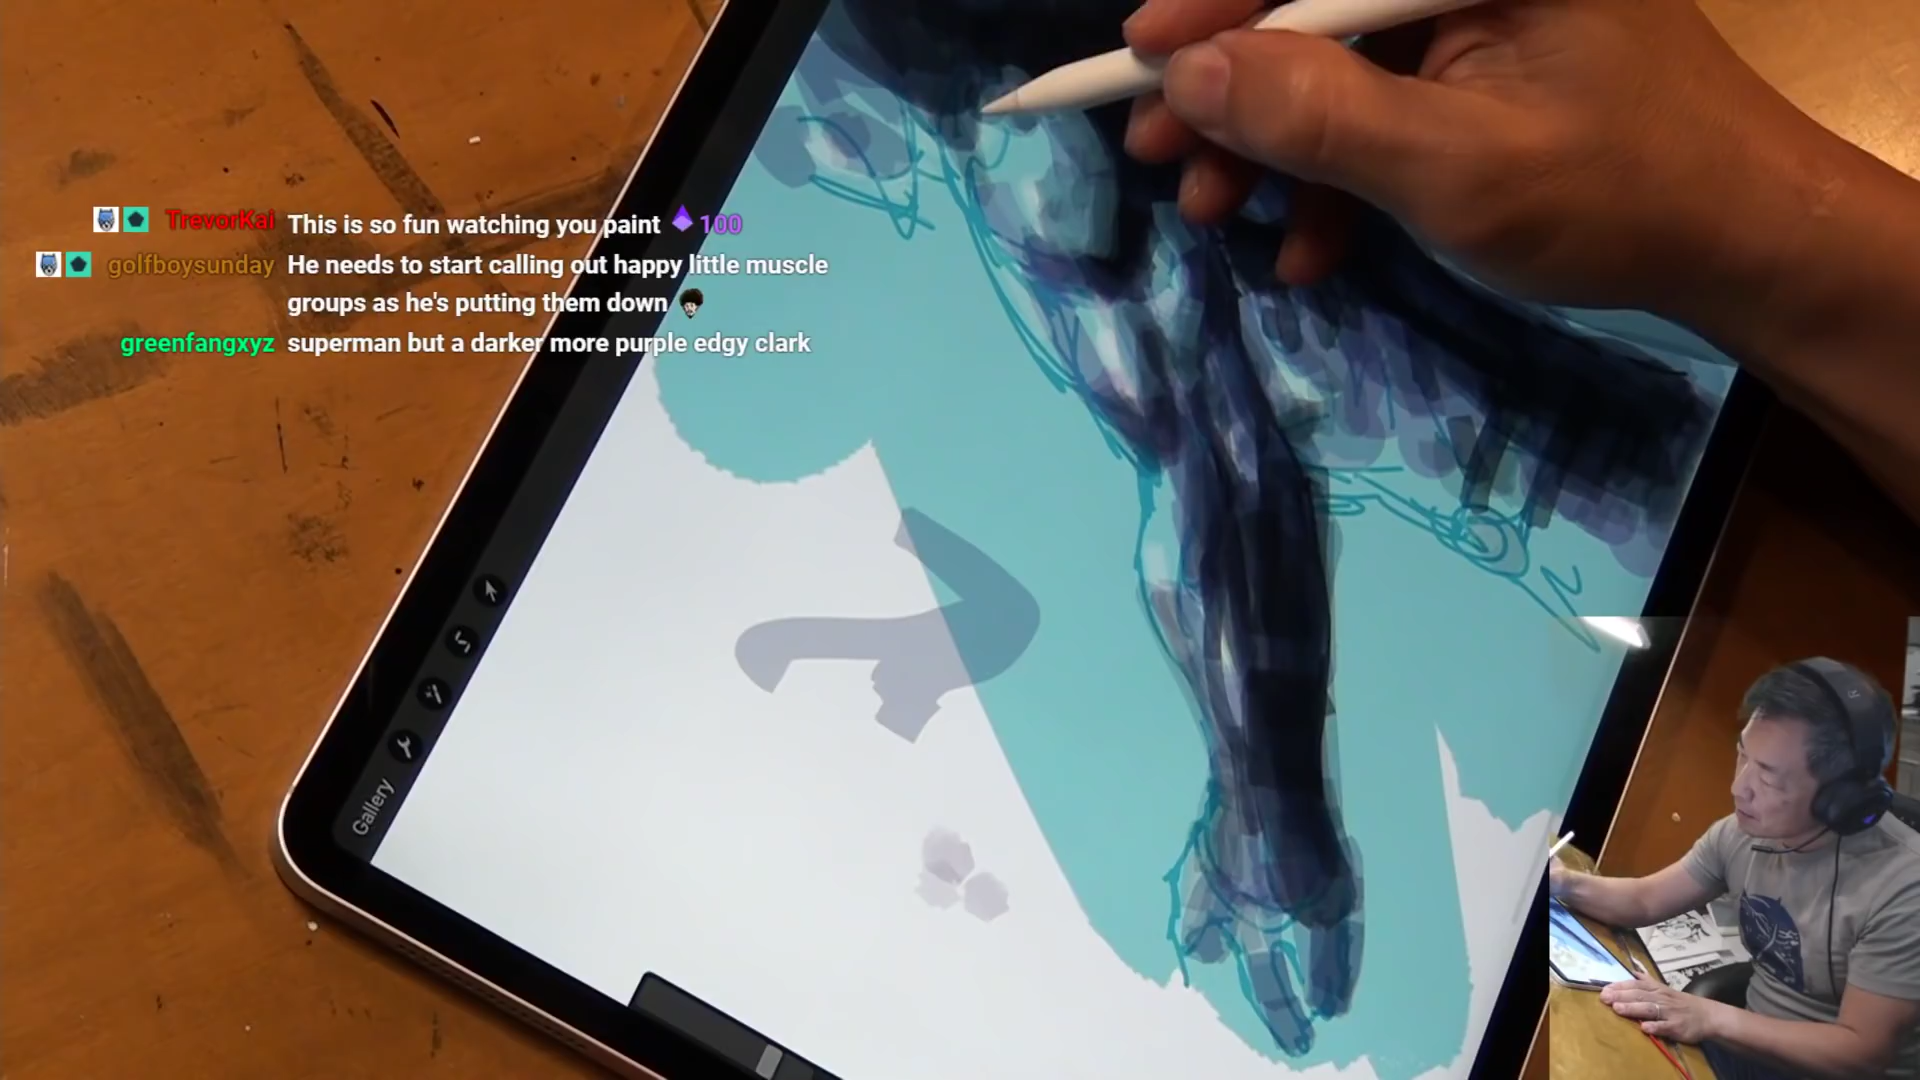 TrevorKai This is so fun watching you paint 100
golfboysunday He needs to start calling out happy little muscle
groups as he's putting them down
greenfangxyz superman but a darker more purple edgy clark
Gallery